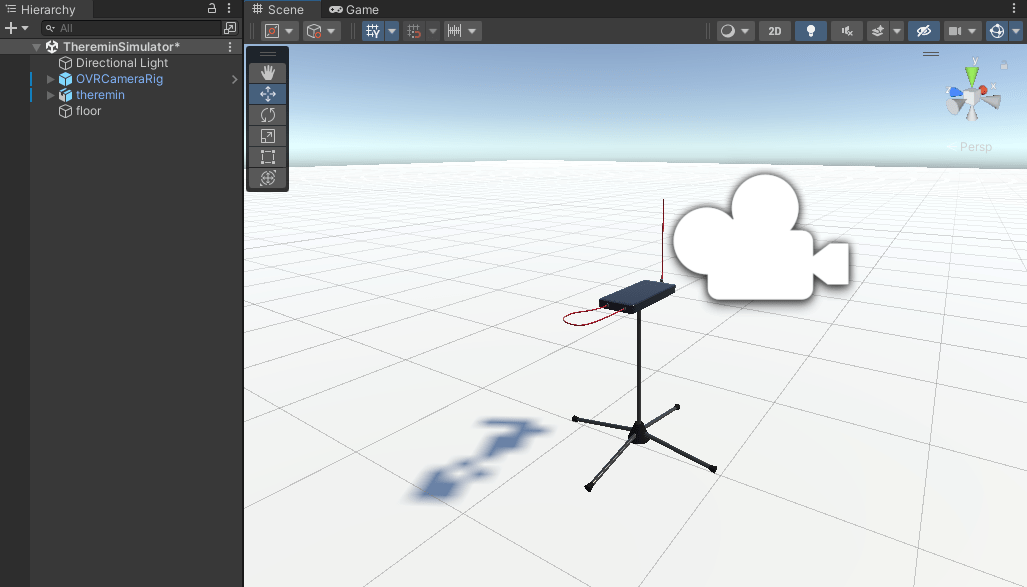 Hierarchy
Scene
Game
All
2D
ThereminSimulator*
Directional Light
OVRCameraRig
theremin
floor
y
x
Persp